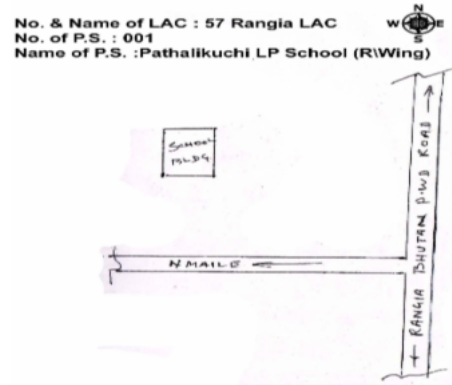 No. & Name of LAC : 57 Rangia LAC
No. of P.S. : 001
Name of P.S. :Pathalikuchi LP School (R\Wing)
N
W E
S
SCHOOL
BLDG
N MAILE
RANGIA BHUTAN P.WD ROAD